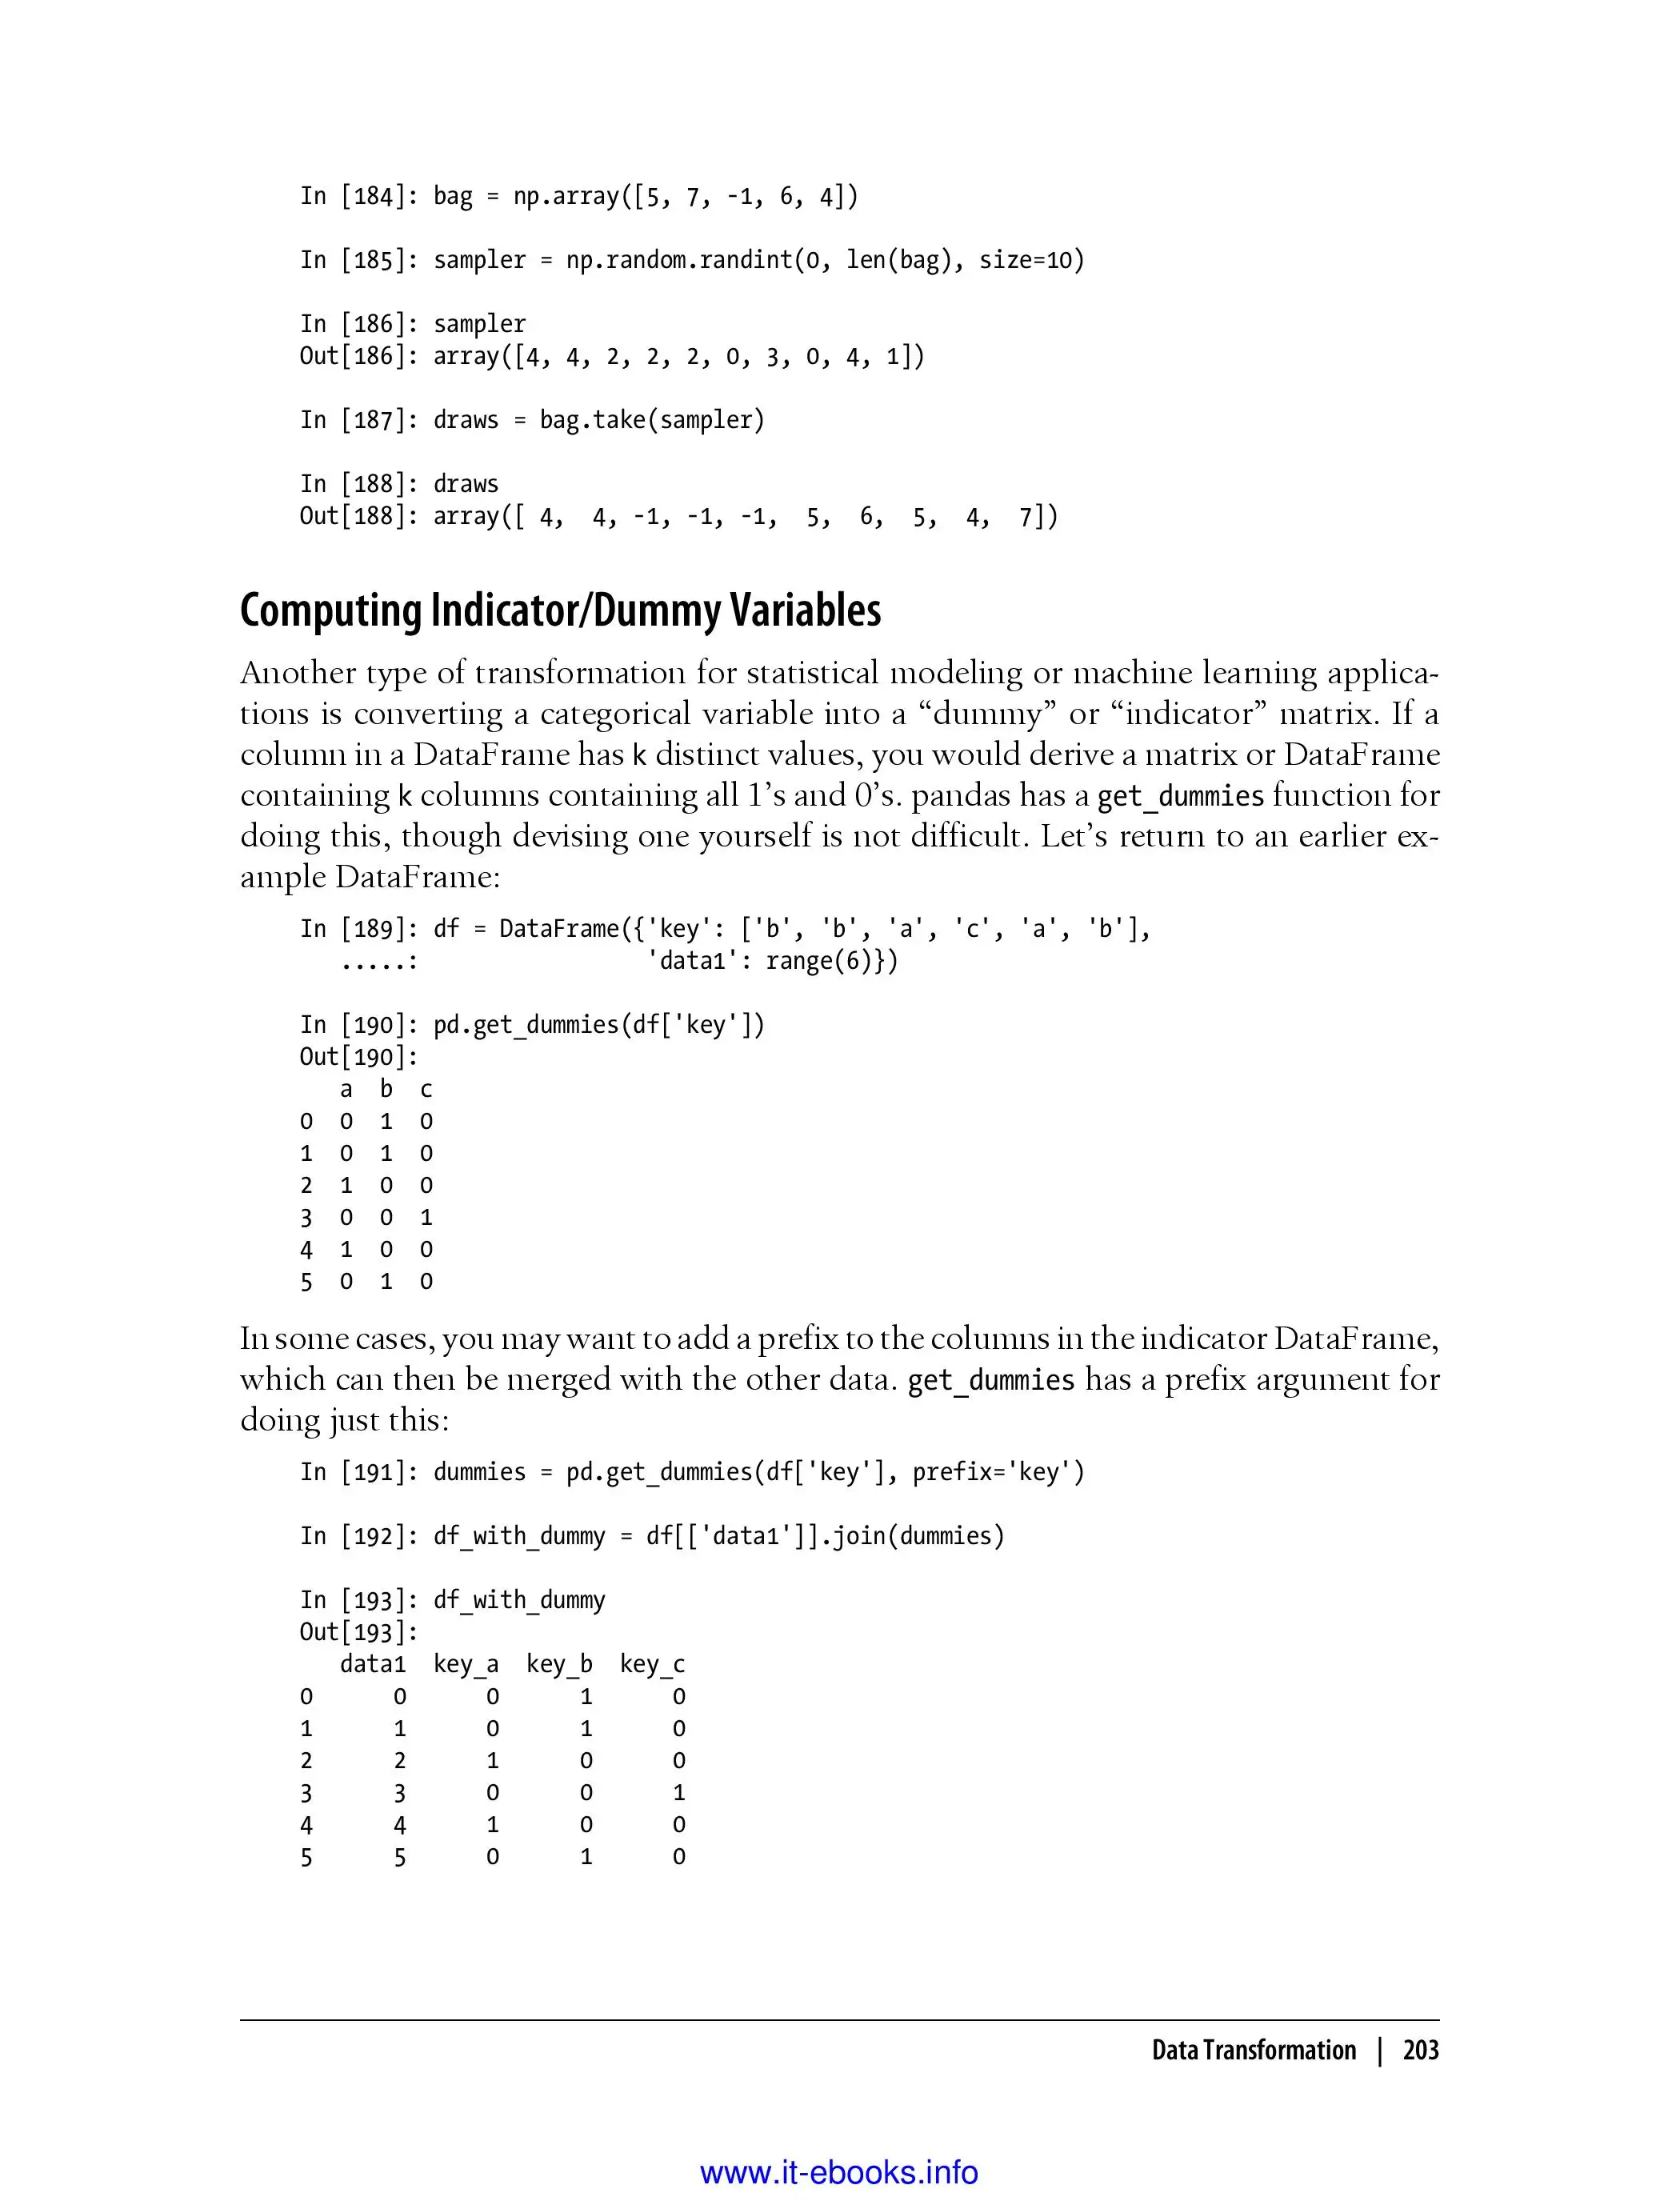 In [184]: bag = np.array([5, 7, -1, 6, 4])
In [185]: sampler = np.random.randint(0, len(bag), size=10)
In [186]: sampler
Out[186]: array([4, 4, 2, 2, 2, 0, 3, 0, 4, 1])
In [187]: draws = bag.take(sampler)
In [188]: draws
Out[188]: array([ 4,  4, -1, -1, -1,  5,  6,  5,  4,  7])
Computing Indicator/Dummy Variables
Another type of transformation for statistical modeling or machine learning applica-
tions is converting a categorical variable into a “dummy” or “indicator” matrix. If a
column in a DataFrame has k distinct values, you would derive a matrix or DataFrame
containing k columns containing all 1’s and 0’s. pandas has a get_dummies function for
doing this, though devising one yourself is not difficult. Let’s return to an earlier ex-
ample DataFrame:
In [189]: df = DataFrame({'key': ['b', 'b', 'a', 'c', 'a', 'b'],
   .....:                 'data1': range(6)})
In [190]: pd.get_dummies(df['key'])
Out[190]:
   a  b  c
0  0  1  0
1  0  1  0
2  1  0  0
3  0  0  1
4  1  0  0
5  0  1  0
In some cases, you may want to add a prefix to the columns in the indicator DataFrame,
which can then be merged with the other data. get_dummies has a prefix argument for
doing just this:
In [191]: dummies = pd.get_dummies(df['key'], prefix='key')
In [192]: df_with_dummy = df[['data1']].join(dummies)
In [193]: df_with_dummy
Out[193]:
   data1  key_a  key_b  key_c
0      0      0      1      0
1      1      0      1      0
2      2      1      0      0
3      3      0      0      1
4      4      1      0      0
5      5      0      1      0
Data Transformation | 203
www.it-ebooks.info